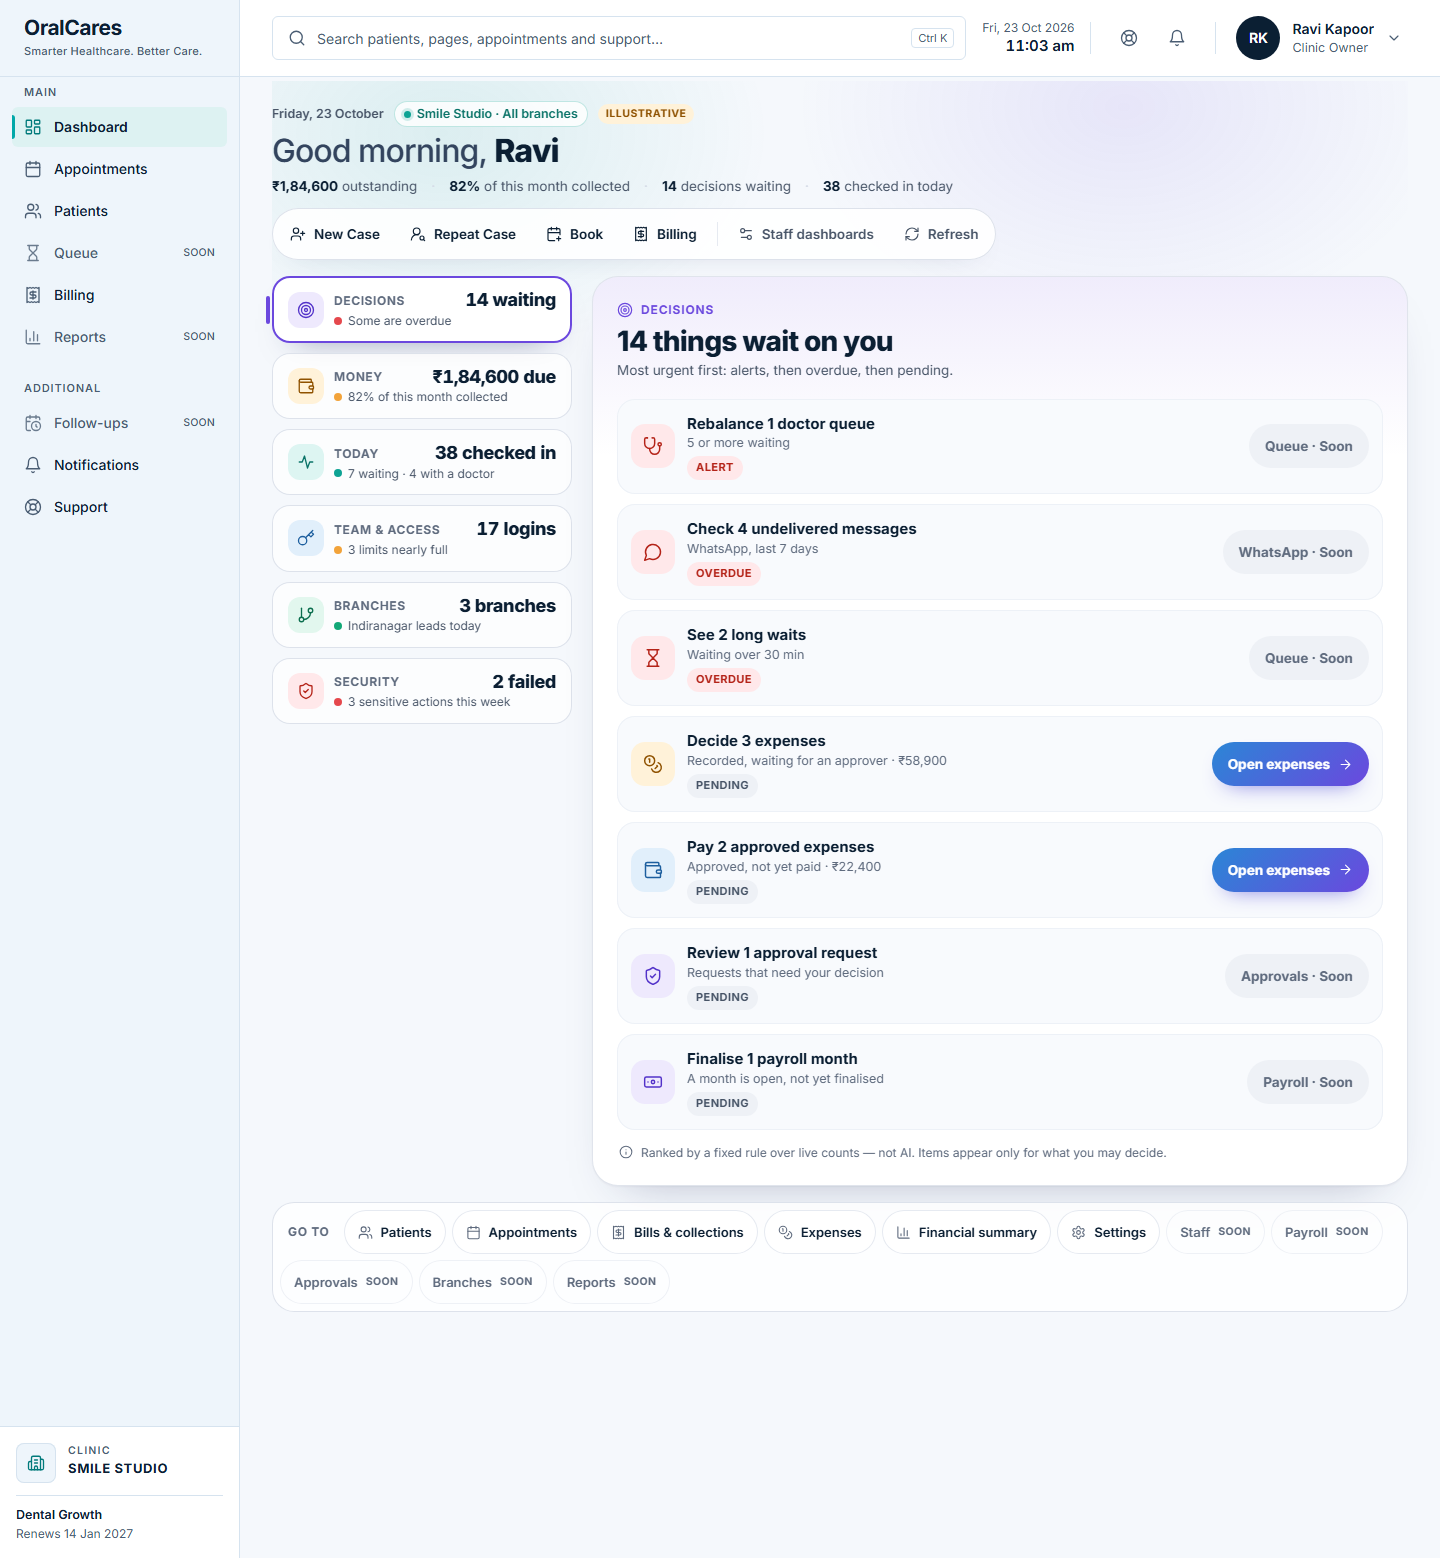 OralCares
Smarter Healthcare. Better Care.
Search patients, pages, appointments and support...
Ctrl K
Fri, 23 Oct 2026
11:03 am
RK
Ravi Kapoor
Clinic Owner
MAIN
Dashboard
Appointments
Patients
Queue SOON
Billing
Reports SOON
ADDITIONAL
Follow-ups SOON
Notifications
Support
CLINIC
SMILE STUDIO
Dental Growth
Renews 14 Jan 2027
Friday, 23 October Smile Studio · All branches ILLUSTRATIVE
Good morning, Ravi
₹1,84,600 outstanding · 82% of this month collected · 14 decisions waiting · 38 checked in today
New Case Repeat Case Book Billing Staff dashboards Refresh
DECISIONS 14 waiting
Some are overdue
MONEY ₹1,84,600 due
82% of this month collected
TODAY 38 checked in
7 waiting · 4 with a doctor
TEAM & ACCESS 17 logins
3 limits nearly full
BRANCHES 3 branches
Indiranagar leads today
SECURITY 2 failed
3 sensitive actions this week
DECISIONS
14 things wait on you
Most urgent first: alerts, then overdue, then pending.
Rebalance 1 doctor queue
5 or more waiting
ALERT
Queue · Soon
Check 4 undelivered messages
WhatsApp, last 7 days
OVERDUE
WhatsApp · Soon
See 2 long waits
Waiting over 30 min
OVERDUE
Queue · Soon
Decide 3 expenses
Recorded, waiting for an approver · ₹58,900
PENDING
Open expenses
Pay 2 approved expenses
Approved, not yet paid · ₹22,400
PENDING
Open expenses
Review 1 approval request
Requests that need your decision
PENDING
Approvals · Soon
Finalise 1 payroll month
A month is open, not yet finalised
PENDING
Payroll · Soon
Ranked by a fixed rule over live counts — not AI. Items appear only for what you may decide.
GO TO Patients Appointments Bills & collections Expenses Financial summary Settings Staff SOON Payroll SOON
Approvals SOON Branches SOON Reports SOON